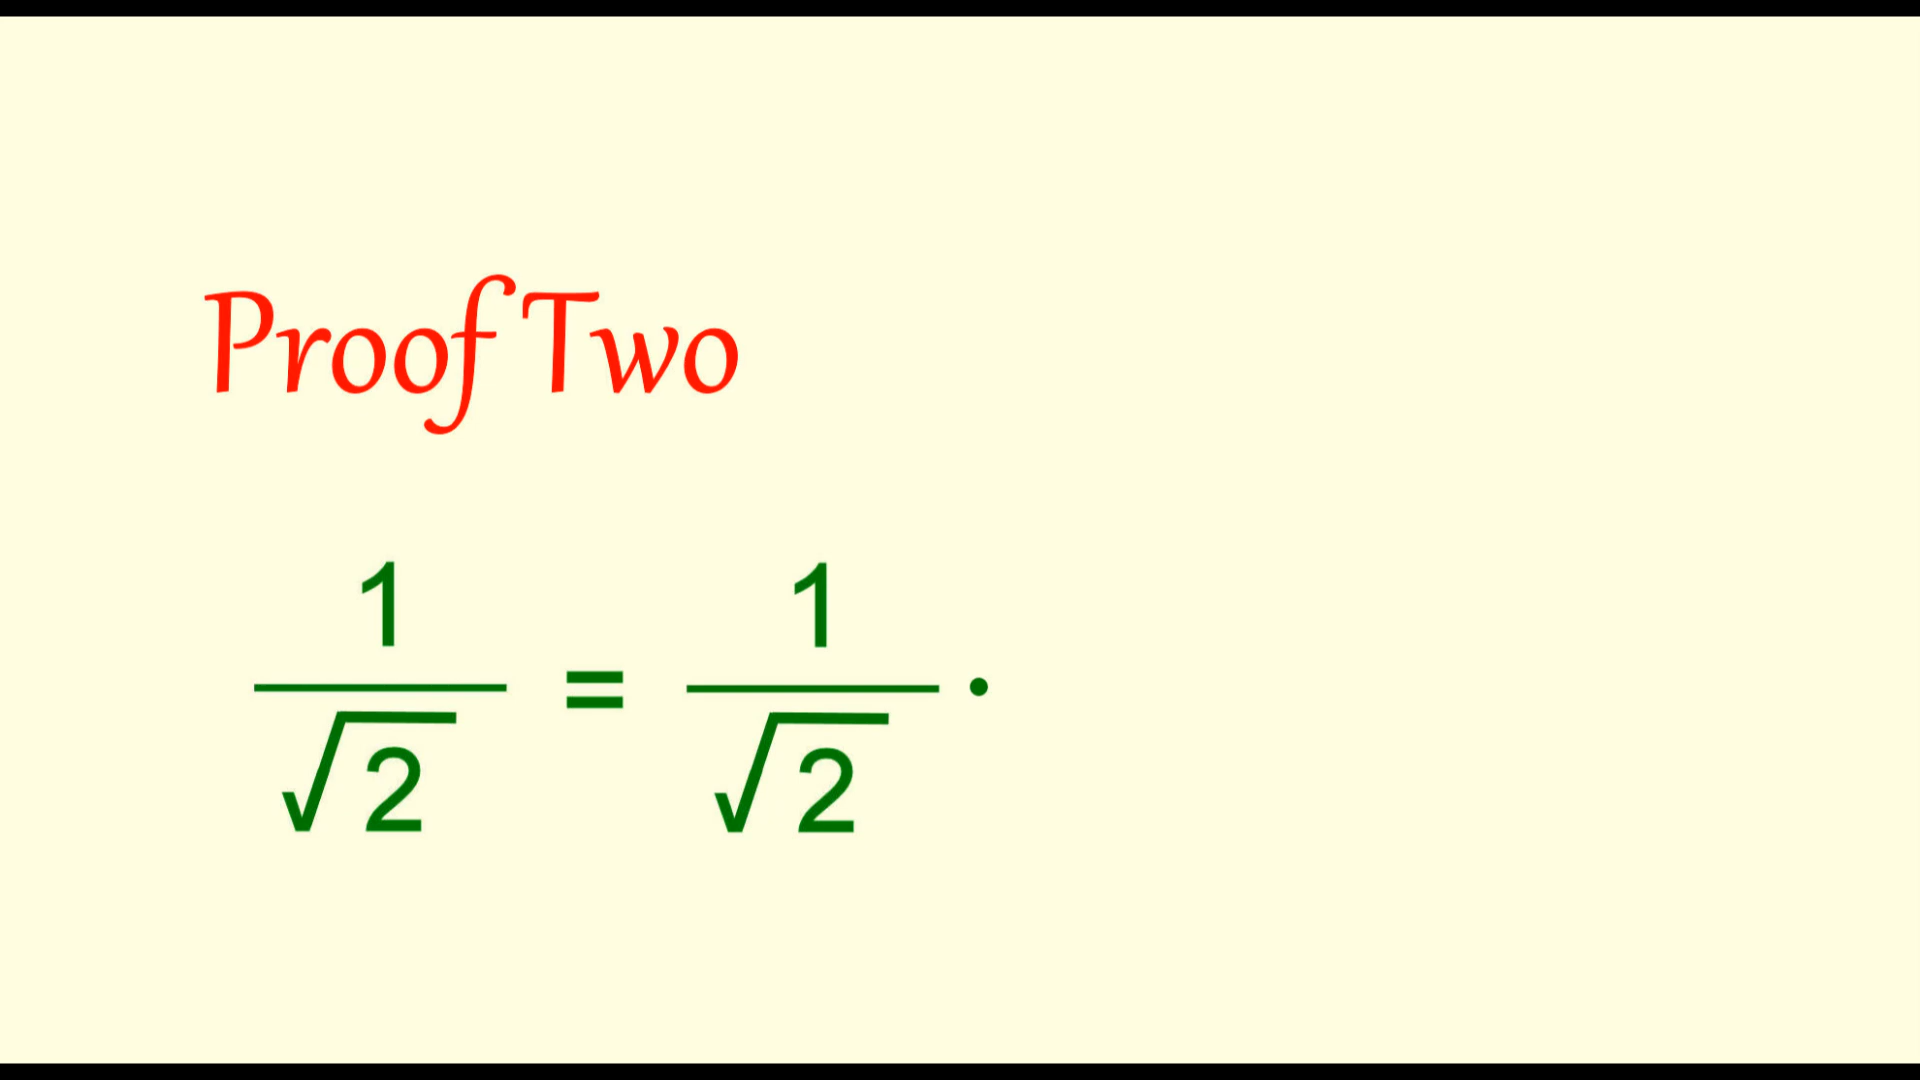 Proof Two
1/√2 = 1/√2 ·